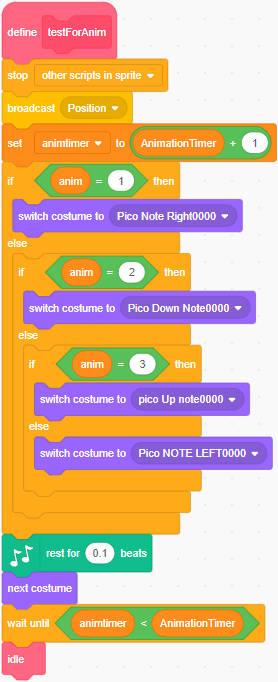 define testForAnim
stop other scripts in sprite
broadcast Position
set animtimer to AnimationTimer + 1
if anim = 1 then
switch costume to Pico Note Right0000
else
if anim = 2 then
switch costume to Pico Down Note0000
else
if anim = 3 then
switch costume to pico Up note0000
else
switch costume to Pico NOTE LEFT0000
rest for 0.1 beats
next costume
wait until animtimer < AnimationTimer
idle